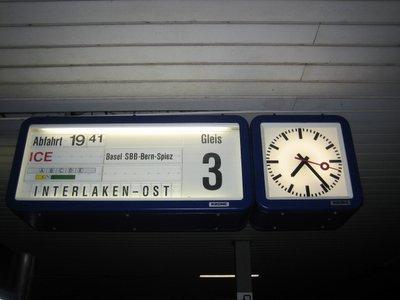 Abfahrt 19 41
Gleis
ICE
Basel SBB-Bern-Spiez
3
A B C D E
INTERLAKEN-OST